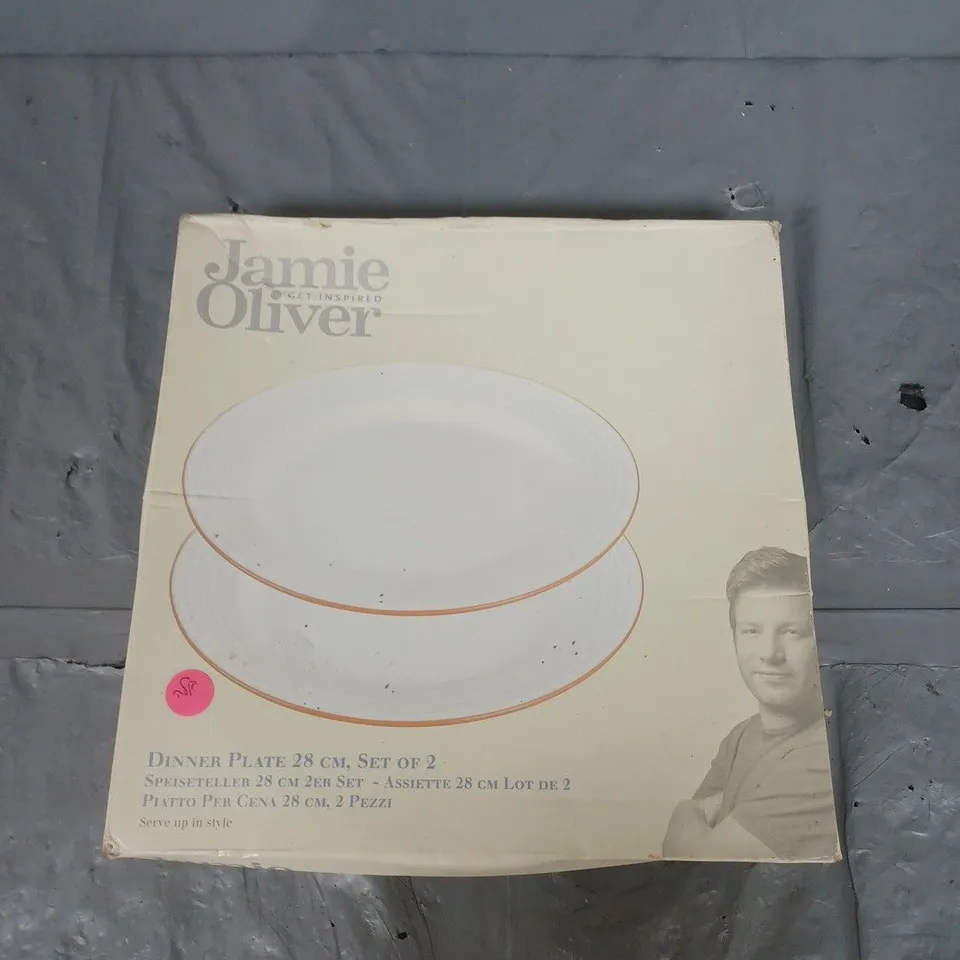 Jamie
GET INSPIRED
Oliver
DINNER PLATE 28 CM, SET OF 2
SPEISETELLER 28 CM 2ER SET - ASSIETTE 28 CM LOT DE 2
PIATTO PER CENA 28 CM, 2 PEZZI
Serve up in style